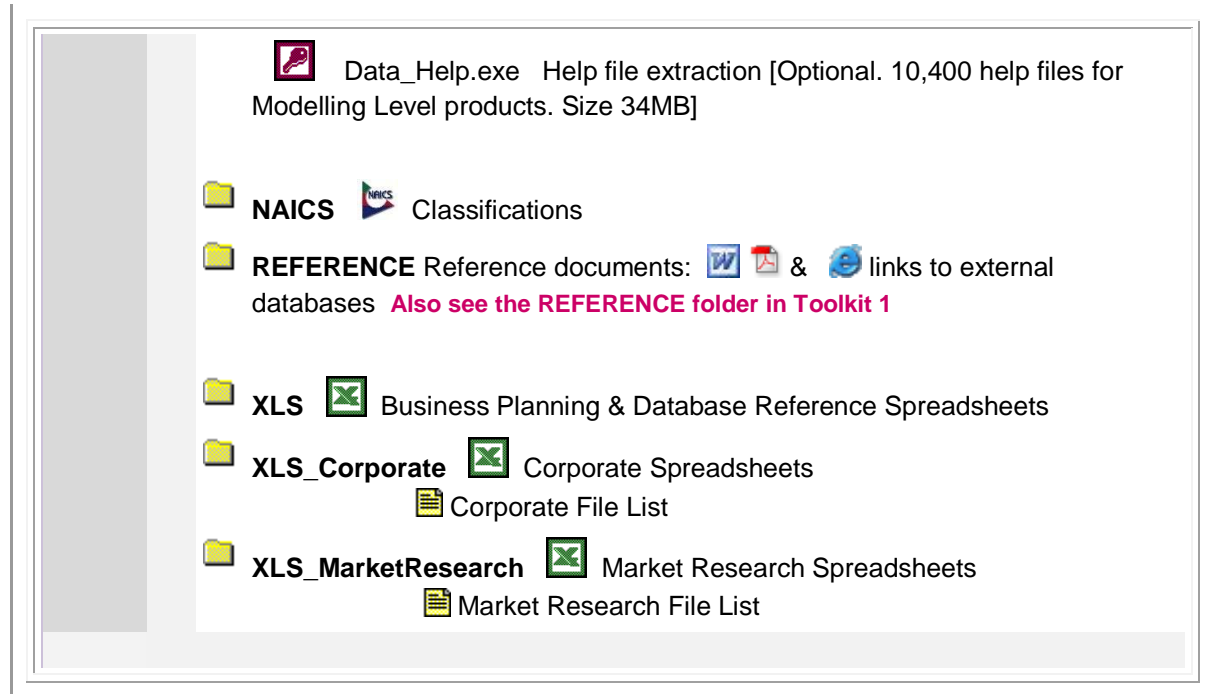 Data_Help.exe Help file extraction [Optional. 10,400 help files for
Modelling Level products. Size 34MB]
NAICS NAICS Classifications
REFERENCE Reference documents: W & links to external
databases Also see the REFERENCE folder in Toolkit 1
XLS Business Planning & Database Reference Spreadsheets
XLS_Corporate Corporate Spreadsheets
Corporate File List
XLS_MarketResearch Market Research Spreadsheets
Market Research File List